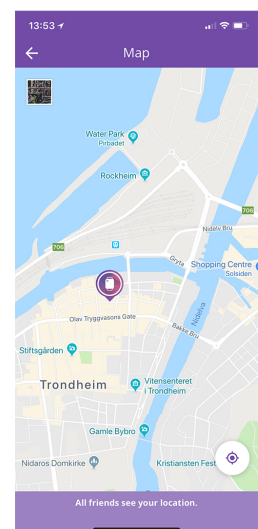 13:53
Map
Water Park
Pirbadet
Rockheim
706
Nidelv Bru
706
Gryta
Shopping Centre
Solsiden
Olav Tryggvasons Gate
Bakke Bru
Nidelva
Stiftsgården
Trondheim
Vitensenteret
i Trondheim
Gamle Bybro
Nidaros Domkirke
Kristiansten Fest
All friends see your location.